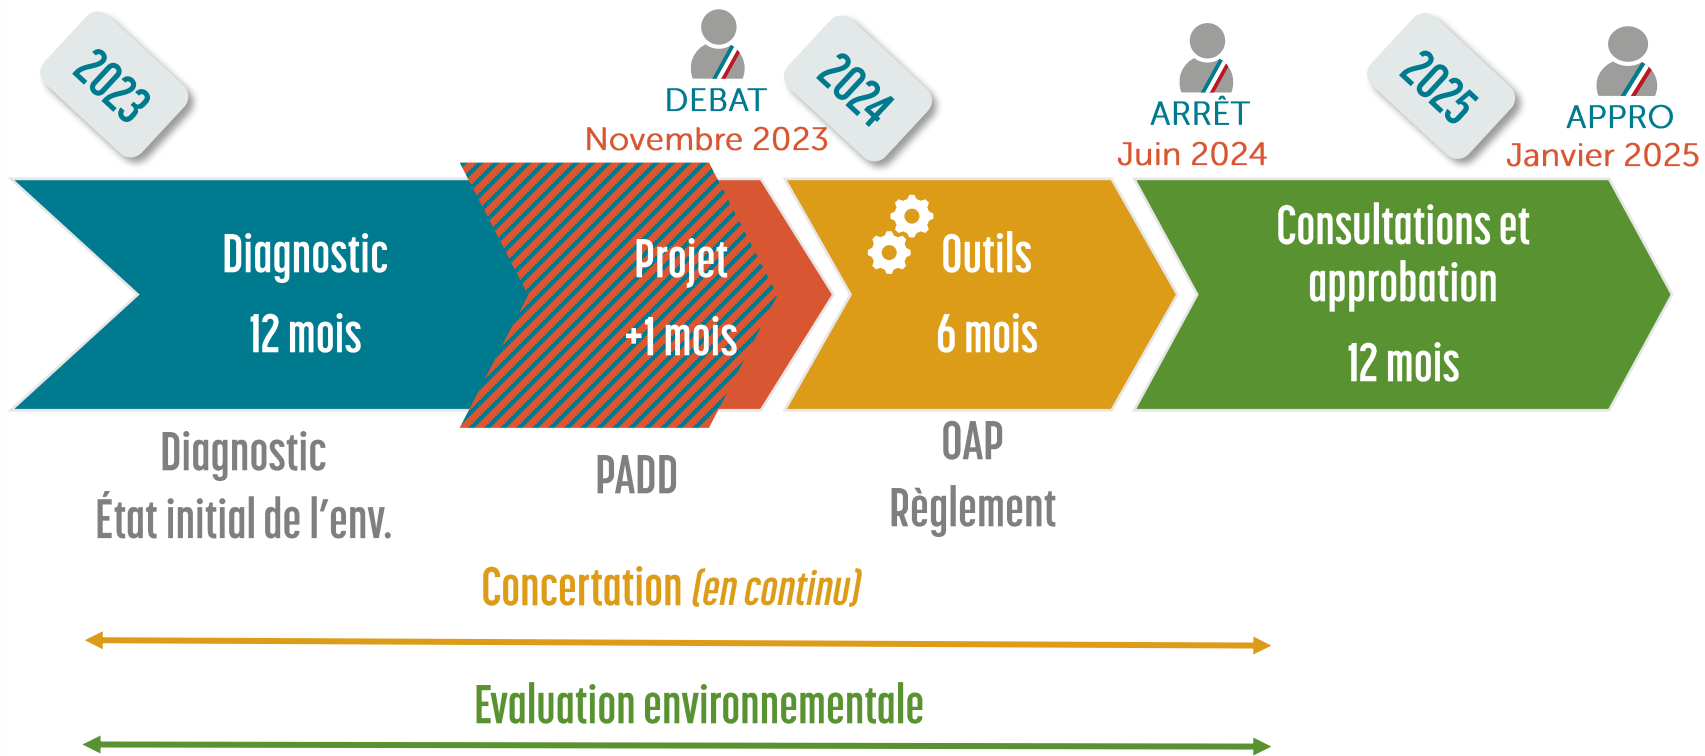 2023
DEBAT
Novembre 2023
2024
ARRÊT
Juin 2024
2025
APPRO
Janvier 2025
Diagnostic
12 mois
Projet
+1 mois
Outils
6 mois
Consultations et
approbation
12 mois
Diagnostic
État initial de l'env.
PADD
OAP
Règlement
Concertation (en continu)
Evaluation environnementale